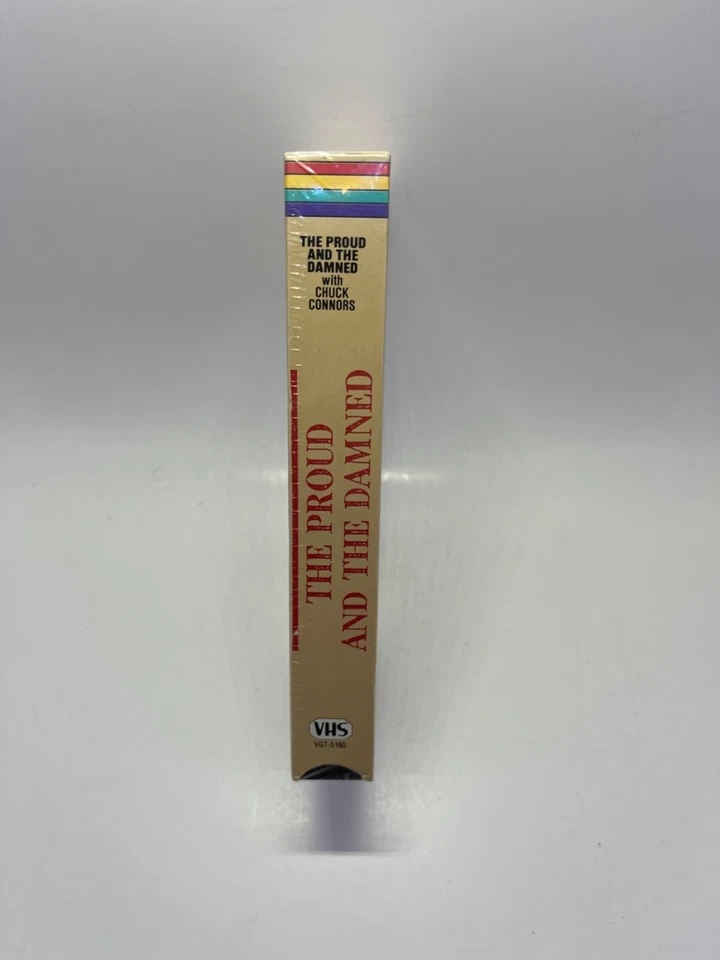 THE PROUD
AND THE
DAMNED
with
CHUCK
CONNORS
THE PROUD
AND THE DAMNED
VHS
VGT-5160